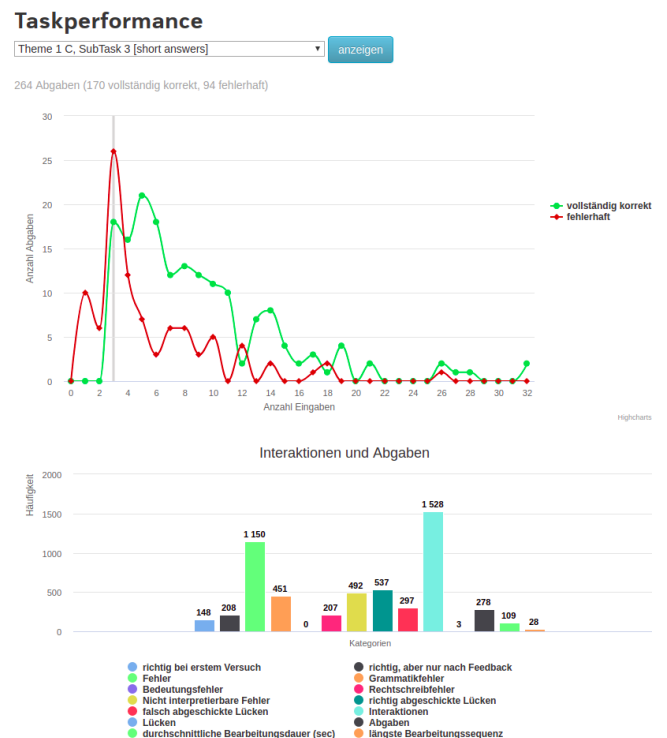 Taskperformance
Theme 1 C, SubTask 3 [short answers]
anzeigen
264 Abgaben (170 vollständig korrekt, 94 fehlerhaft)
30
25
20
15
10
5
0
Anzahl Abgaben
0 2 4 6 8 10 12 14 16 18 20 22 24 26 28 30 32
Anzahl Eingaben
vollständig korrekt
fehlerhaft
Highcharts
Interaktionen und Abgaben
Häufigkeit
2000
1500
1000
500
0
148 208 1 150 451 0 207 492 537 297 1 528 3 278 109 28
Kategorien
richtig bei erstem Versuch richtig, aber nur nach Feedback
Fehler Grammatikfehler
Bedeutungsfehler Rechtschreibfehler
Nicht interpretierbare Fehler richtig abgeschickte Lücken
falsch abgeschickte Lücken Interaktionen
Lücken Abgaben
durchschnittliche Bearbeitungsdauer (sec) längste Bearbeitungssequenz